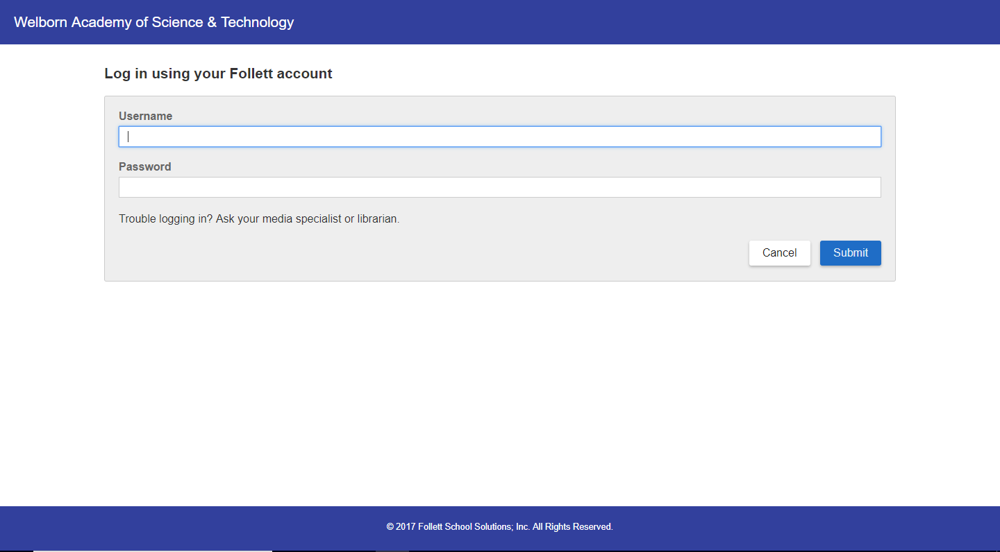 Welborn Academy of Science & Technology
Log in using your Follett account
Username
Password
Trouble logging in? Ask your media specialist or librarian.
Cancel Submit
© 2017 Follett School Solutions; Inc. All Rights Reserved.